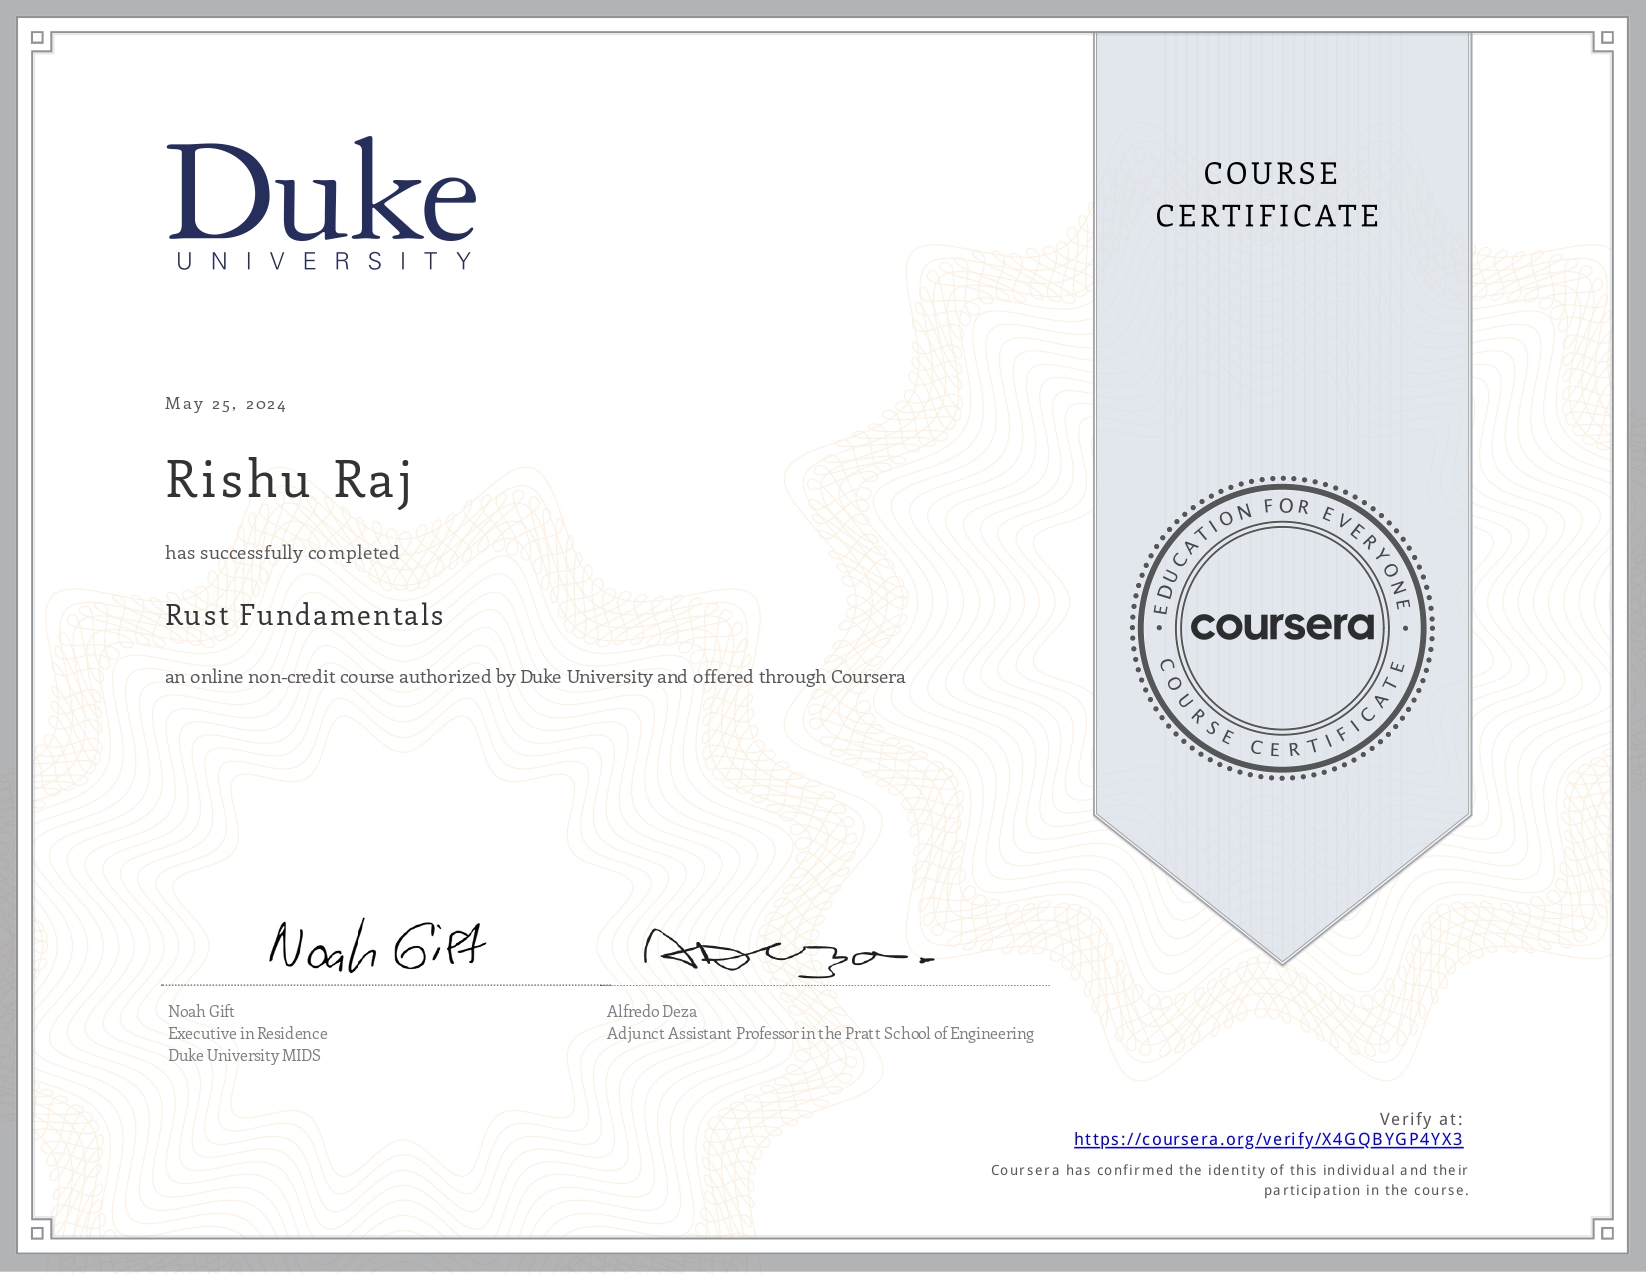 Duke
UNIVERSITY
COURSE
CERTIFICATE
May 25, 2024
Rishu Raj
has successfully completed
Rust Fundamentals
an online non-credit course authorized by Duke University and offered through Coursera
EDUCATION FOR EVERYONE
coursera
COURSE CERTIFICATE
Noah Gift
Noah Gift
Executive in Residence
Duke University MIDS
Alfredo Deza
Adjunct Assistant Professor in the Pratt School of Engineering
Verify at:
https://coursera.org/verify/X4GQBYGP4YX3
Coursera has confirmed the identity of this individual and their
participation in the course.